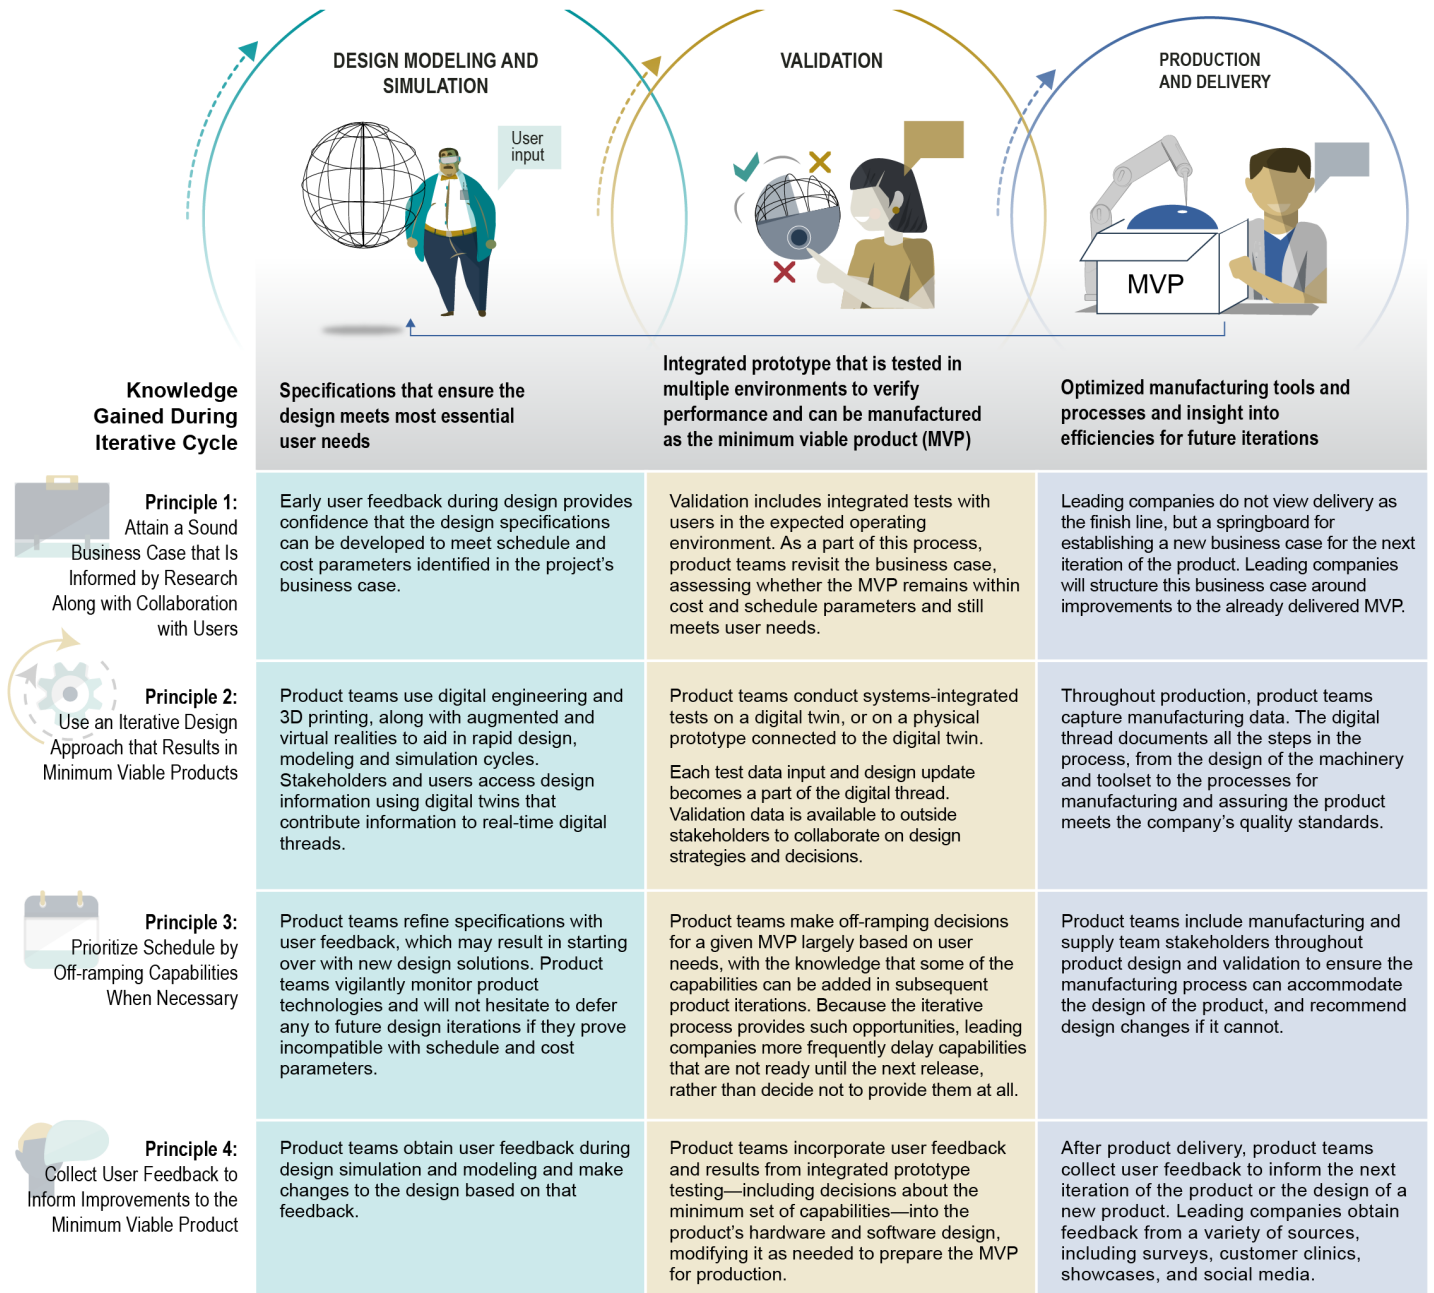 DESIGN MODELING AND
SIMULATION
User
input
VALIDATION
PRODUCTION
AND DELIVERY
MVP
Knowledge
Gained During
Iterative Cycle
Specifications that ensure the
design meets most essential
user needs
Integrated prototype that is tested in
multiple environments to verify
performance and can be manufactured
as the minimum viable product (MVP)
Optimized manufacturing tools and
processes and insight into
efficiencies for future iterations
Principle 1:
Attain a Sound
Business Case that Is
Informed by Research
Along with Collaboration
with Users
Early user feedback during design provides
confidence that the design specifications
can be developed to meet schedule and
cost parameters identified in the project's
business case.
Validation includes integrated tests with
users in the expected operating
environment. As a part of this process,
product teams revisit the business case,
assessing whether the MVP remains within
cost and schedule parameters and still
meets user needs.
Leading companies do not view delivery as
the finish line, but a springboard for
establishing a new business case for the next
iteration of the product. Leading companies
will structure this business case around
improvements to the already delivered MVP.
Principle 2:
Use an Iterative Design
Approach that Results in
Minimum Viable Products
Product teams use digital engineering and
3D printing, along with augmented and
virtual realities to aid in rapid design,
modeling and simulation cycles.
Stakeholders and users access design
information using digital twins that
contribute information to real-time digital
threads.
Product teams conduct systems-integrated
tests on a digital twin, or on a physical
prototype connected to the digital twin.
Each test data input and design update
becomes a part of the digital thread.
Validation data is available to outside
stakeholders to collaborate on design
strategies and decisions.
Throughout production, product teams
capture manufacturing data. The digital
thread documents all the steps in the
process, from the design of the machinery
and toolset to the processes for
manufacturing and assuring the product
meets the company's quality standards.
Principle 3:
Prioritize Schedule by
Off-ramping Capabilities
When Necessary
Product teams refine specifications with
user feedback, which may result in starting
over with new design solutions. Product
teams vigilantly monitor product
technologies and will not hesitate to defer
any to future design iterations if they prove
incompatible with schedule and cost
parameters.
Product teams make off-ramping decisions
for a given MVP largely based on user
needs, with the knowledge that some of the
capabilities can be added in subsequent
product iterations. Because the iterative
process provides such opportunities, leading
companies more frequently delay capabilities
that are not ready until the next release,
rather than decide not to provide them at all.
Product teams include manufacturing and
supply team stakeholders throughout
product design and validation to ensure the
manufacturing process can accommodate
the design of the product, and recommend
design changes if it cannot.
Principle 4:
Collect User Feedback to
Inform Improvements to the
Minimum Viable Product
Product teams obtain user feedback during
design simulation and modeling and make
changes to the design based on that
feedback.
Product teams incorporate user feedback
and results from integrated prototype
testing—including decisions about the
minimum set of capabilities—into the
product's hardware and software design,
modifying it as needed to prepare the MVP
for production.
After product delivery, product teams
collect user feedback to inform the next
iteration of the product or the design of a
new product. Leading companies obtain
feedback from a variety of sources,
including surveys, customer clinics,
showcases, and social media.